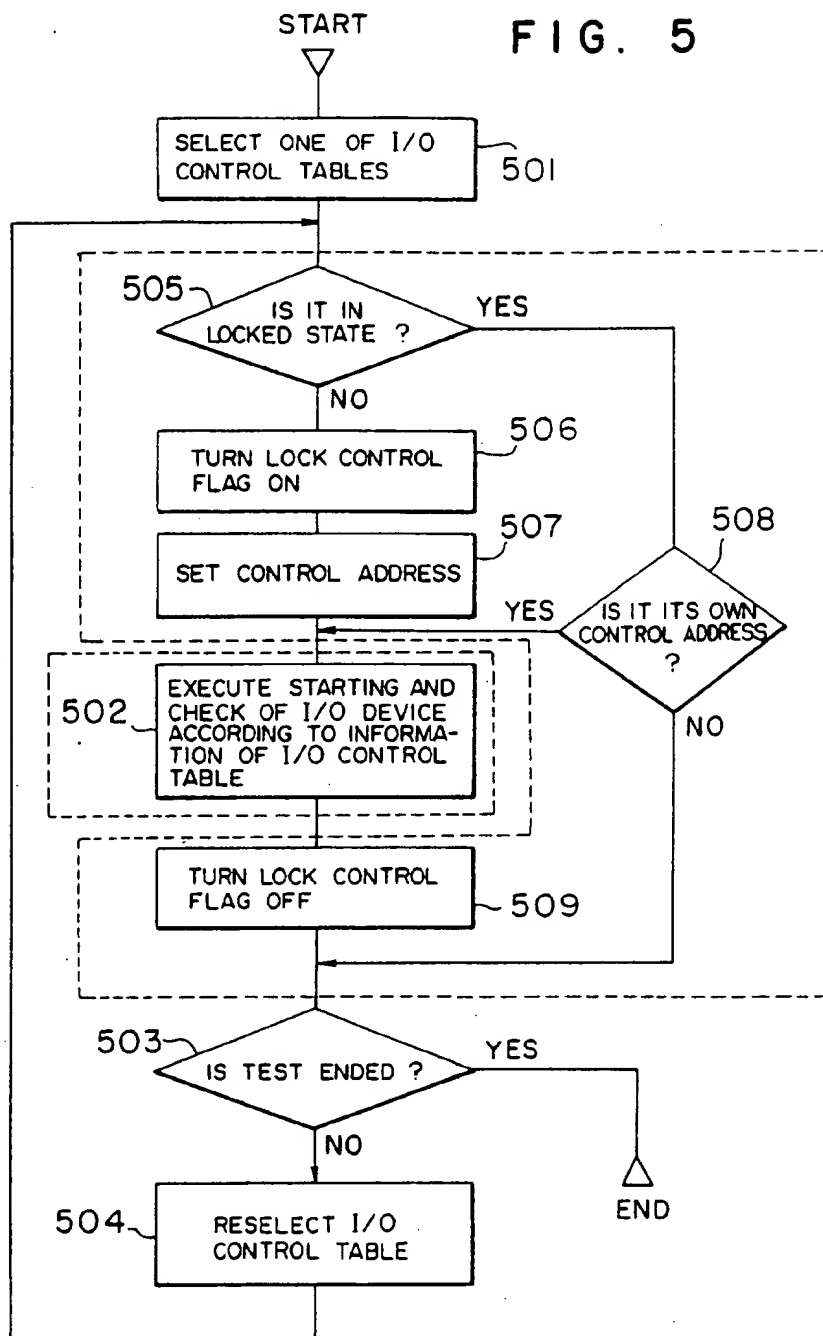 START
FIG. 5
SELECT ONE OF I/O
CONTROL TABLES
501
505
IS IT IN
LOCKED STATE ?
YES
NO
TURN LOCK CONTROL
FLAG ON
506
SET CONTROL ADDRESS
507
508
IS IT ITS OWN
CONTROL ADDRESS
?
YES
NO
502
EXECUTE STARTING AND
CHECK OF I/O DEVICE
ACCORDING TO INFORMA-
TION OF I/O CONTROL
TABLE
TURN LOCK CONTROL
FLAG OFF
509
503
IS TEST ENDED ?
YES
NO
END
504
RESELECT I/O
CONTROL TABLE